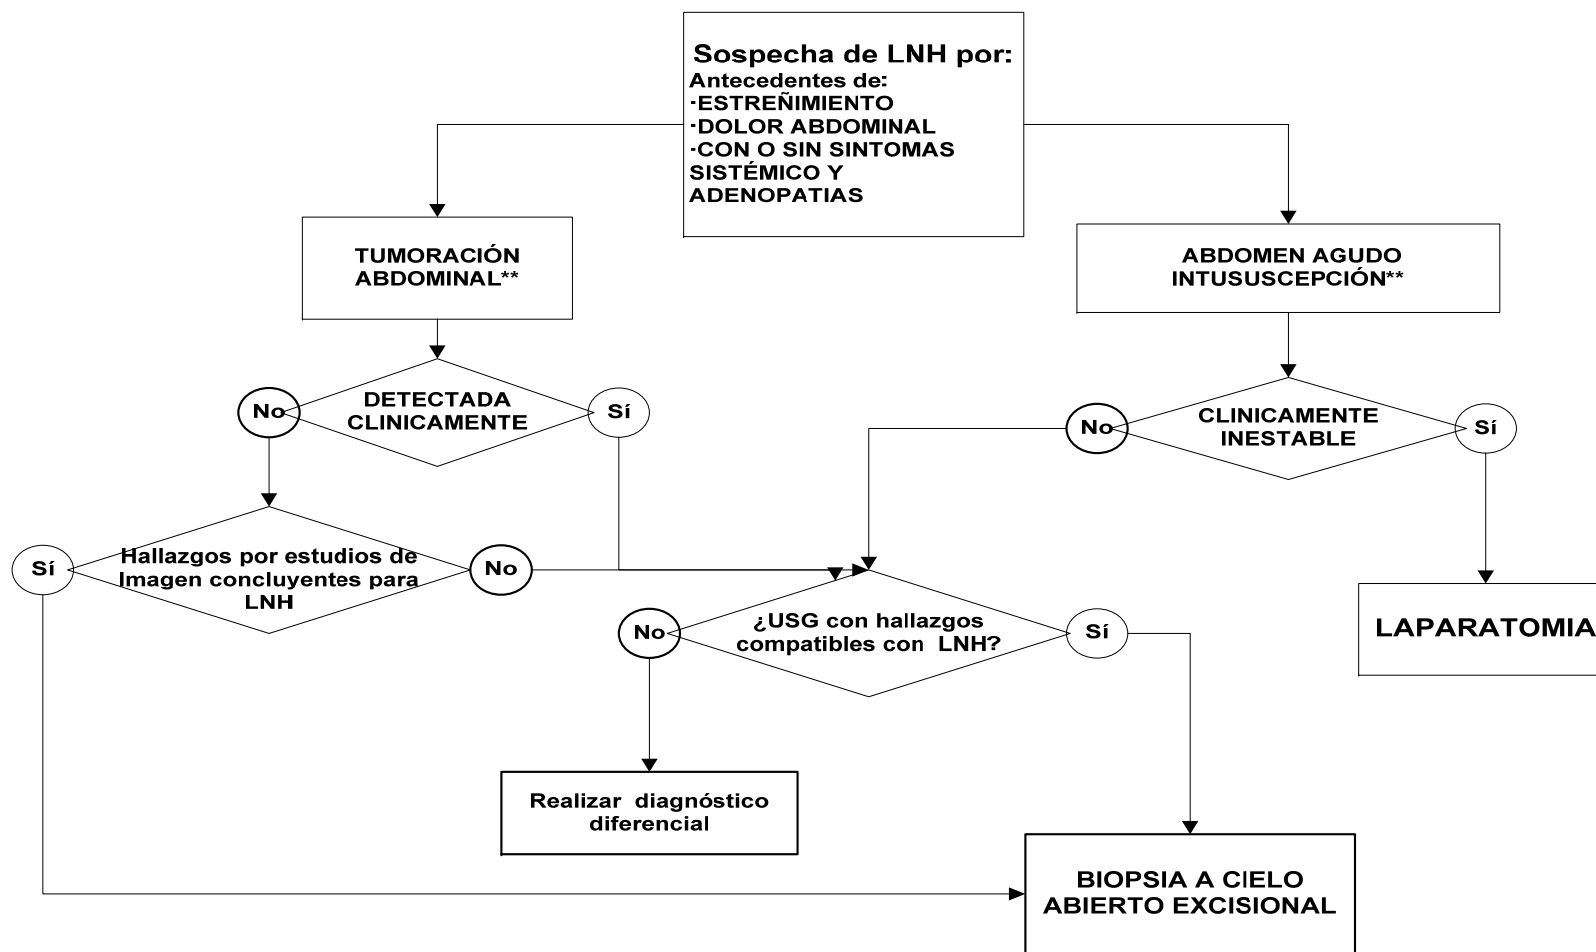 Sospecha de LNH por:
Antecedentes de:
·ESTREÑIMIENTO
·DOLOR ABDOMINAL
·CON O SIN SINTOMAS
SISTÉMICO Y
ADENOPATIAS
TUMORACIÓN
ABDOMINAL**
ABDOMEN AGUDO
INTUSUSCEPCIÓN**
No
DETECTADA
CLINICAMENTE
Sí
No
CLINICAMENTE
INESTABLE
Sí
Sí
Hallazgos por estudios de
Imagen concluyentes para
LNH
No
No
¿USG con hallazgos
compatibles con LNH?
Sí
LAPARATOMIA
Realizar diagnóstico
diferencial
BIOPSIA A CIELO
ABIERTO EXCISIONAL